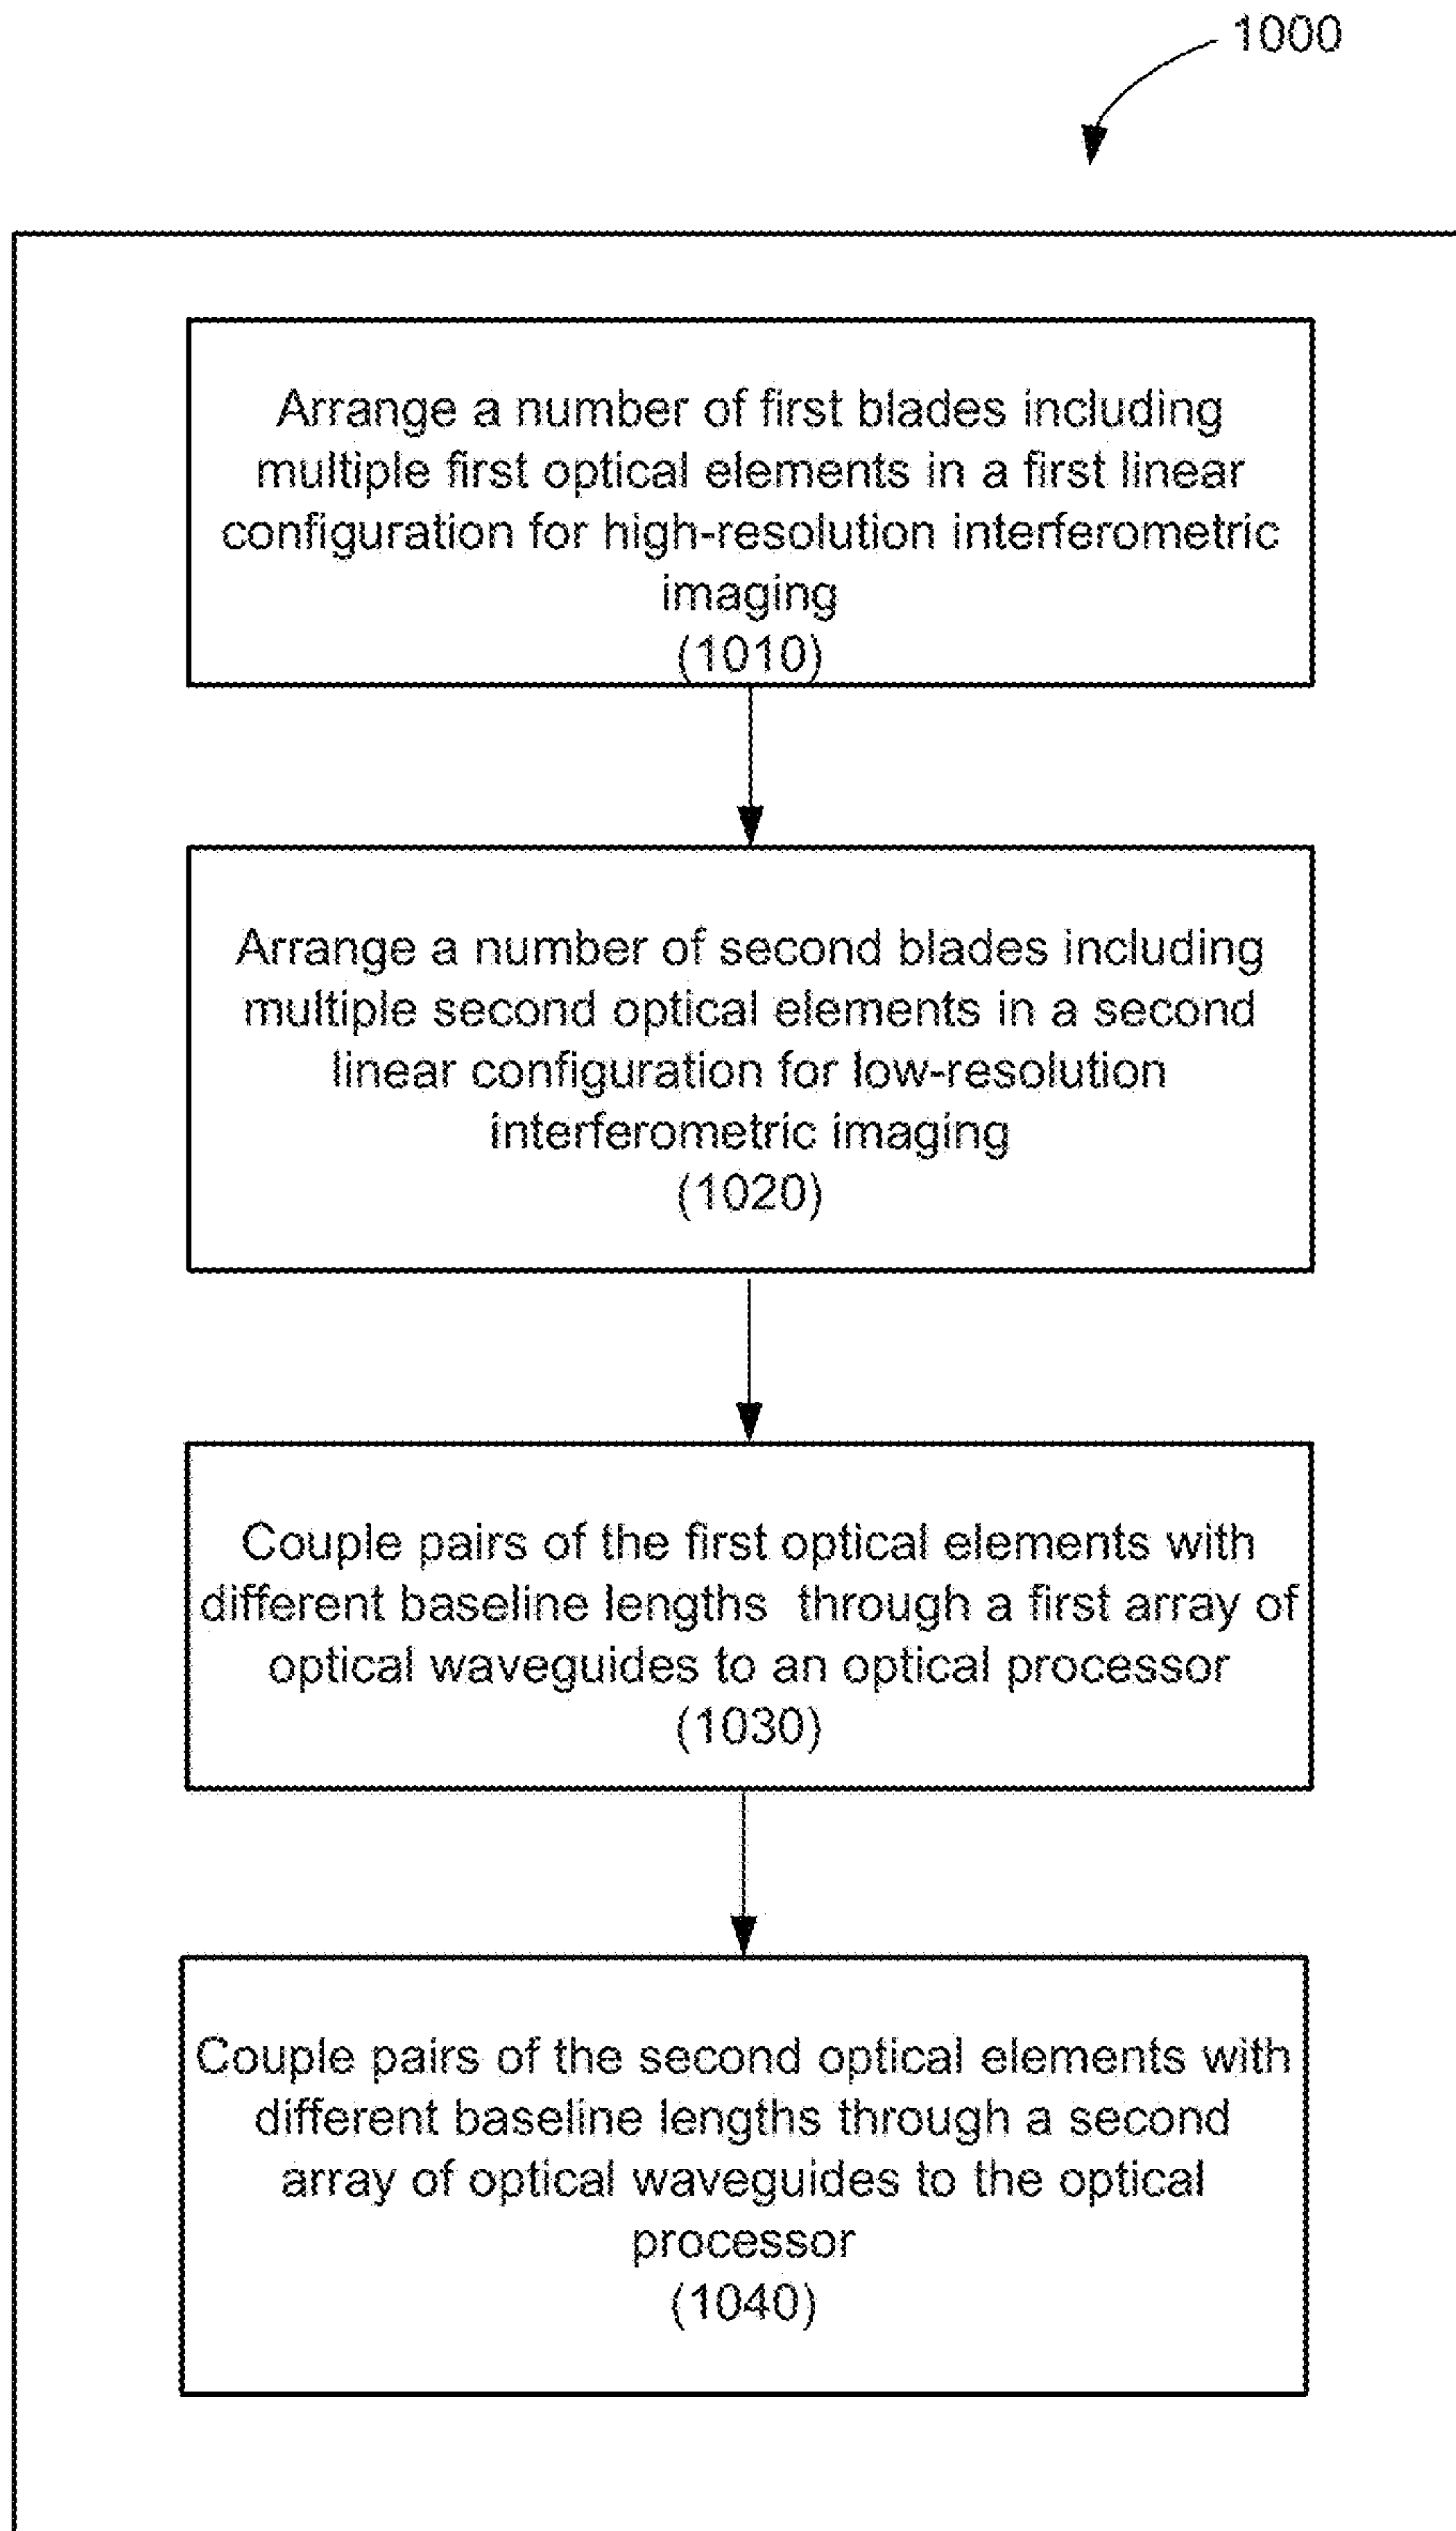 1000
Arrange a number of first blades including
multiple first optical elements in a first linear
configuration for high-resolution interferometric
imaging
(1010)
Arrange a number of second blades including
multiple second optical elements in a second
linear configuration for low-resolution
interferometric imaging
(1020)
Couple pairs of the first optical elements with
different baseline lengths through a first array of
optical waveguides to an optical processor
(1030)
Couple pairs of the second optical elements with
different baseline lengths through a second
array of optical waveguides to the optical
processor
(1040)